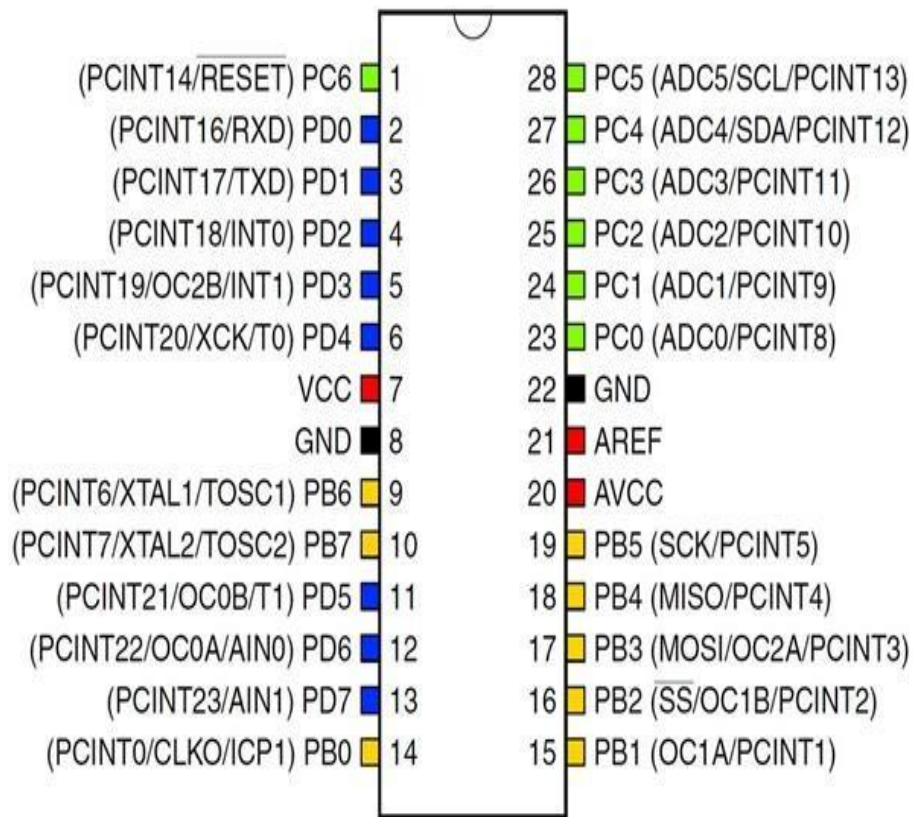 (PCINT14/RESET) PC6 1 28 PC5 (ADC5/SCL/PCINT13)
(PCINT16/RXD) PD0 2 27 PC4 (ADC4/SDA/PCINT12)
(PCINT17/TXD) PD1 3 26 PC3 (ADC3/PCINT11)
(PCINT18/INT0) PD2 4 25 PC2 (ADC2/PCINT10)
(PCINT19/OC2B/INT1) PD3 5 24 PC1 (ADC1/PCINT9)
(PCINT20/XCK/T0) PD4 6 23 PC0 (ADC0/PCINT8)
VCC 7 22 GND
GND 8 21 AREF
(PCINT6/XTAL1/TOSC1) PB6 9 20 AVCC
(PCINT7/XTAL2/TOSC2) PB7 10 19 PB5 (SCK/PCINT5)
(PCINT21/OC0B/T1) PD5 11 18 PB4 (MISO/PCINT4)
(PCINT22/OC0A/AIN0) PD6 12 17 PB3 (MOSI/OC2A/PCINT3)
(PCINT23/AIN1) PD7 13 16 PB2 (SS/OC1B/PCINT2)
(PCINT0/CLKO/ICP1) PB0 14 15 PB1 (OC1A/PCINT1)